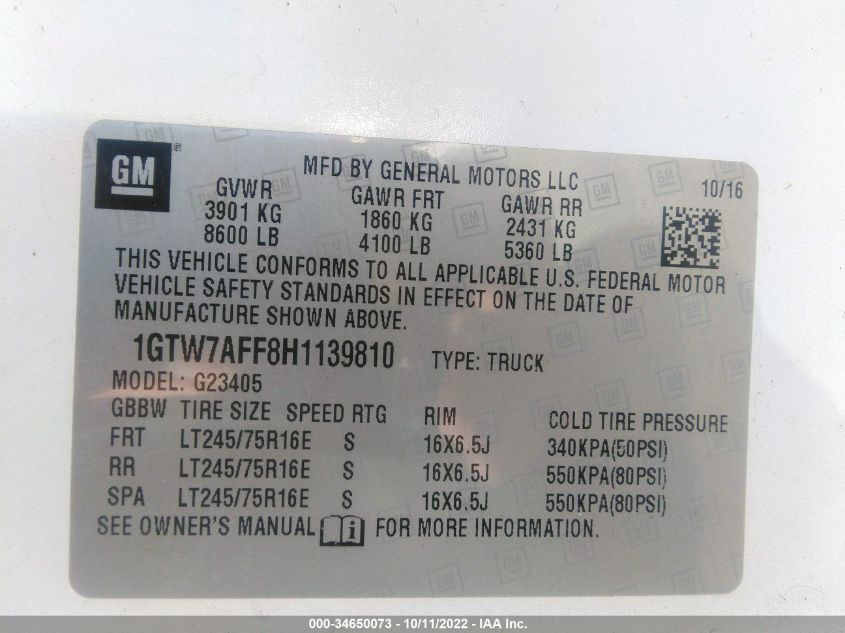 GM
MFD BY GENERAL MOTORS LLC
10/16
GVWR GAWR FRT GAWR RR
3901 KG 1860 KG 2431 KG
8600 LB 4100 LB 5360 LB
THIS VEHICLE CONFORMS TO ALL APPLICABLE U.S. FEDERAL MOTOR
VEHICLE SAFETY STANDARDS IN EFFECT ON THE DATE OF
MANUFACTURE SHOWN ABOVE.
1GTW7AFF8H1139810 TYPE: TRUCK
MODEL: G23405
GBBW TIRE SIZE SPEED RTG RIM COLD TIRE PRESSURE
FRT LT245/75R16E S 16X6.5J 340KPA(50PSI)
RR LT245/75R16E S 16X6.5J 550KPA(80PSI)
SPA LT245/75R16E S 16X6.5J 550KPA(80PSI)
SEE OWNER'S MANUAL i FOR MORE INFORMATION.
000-34650073 - 10/11/2022 - IAA Inc.